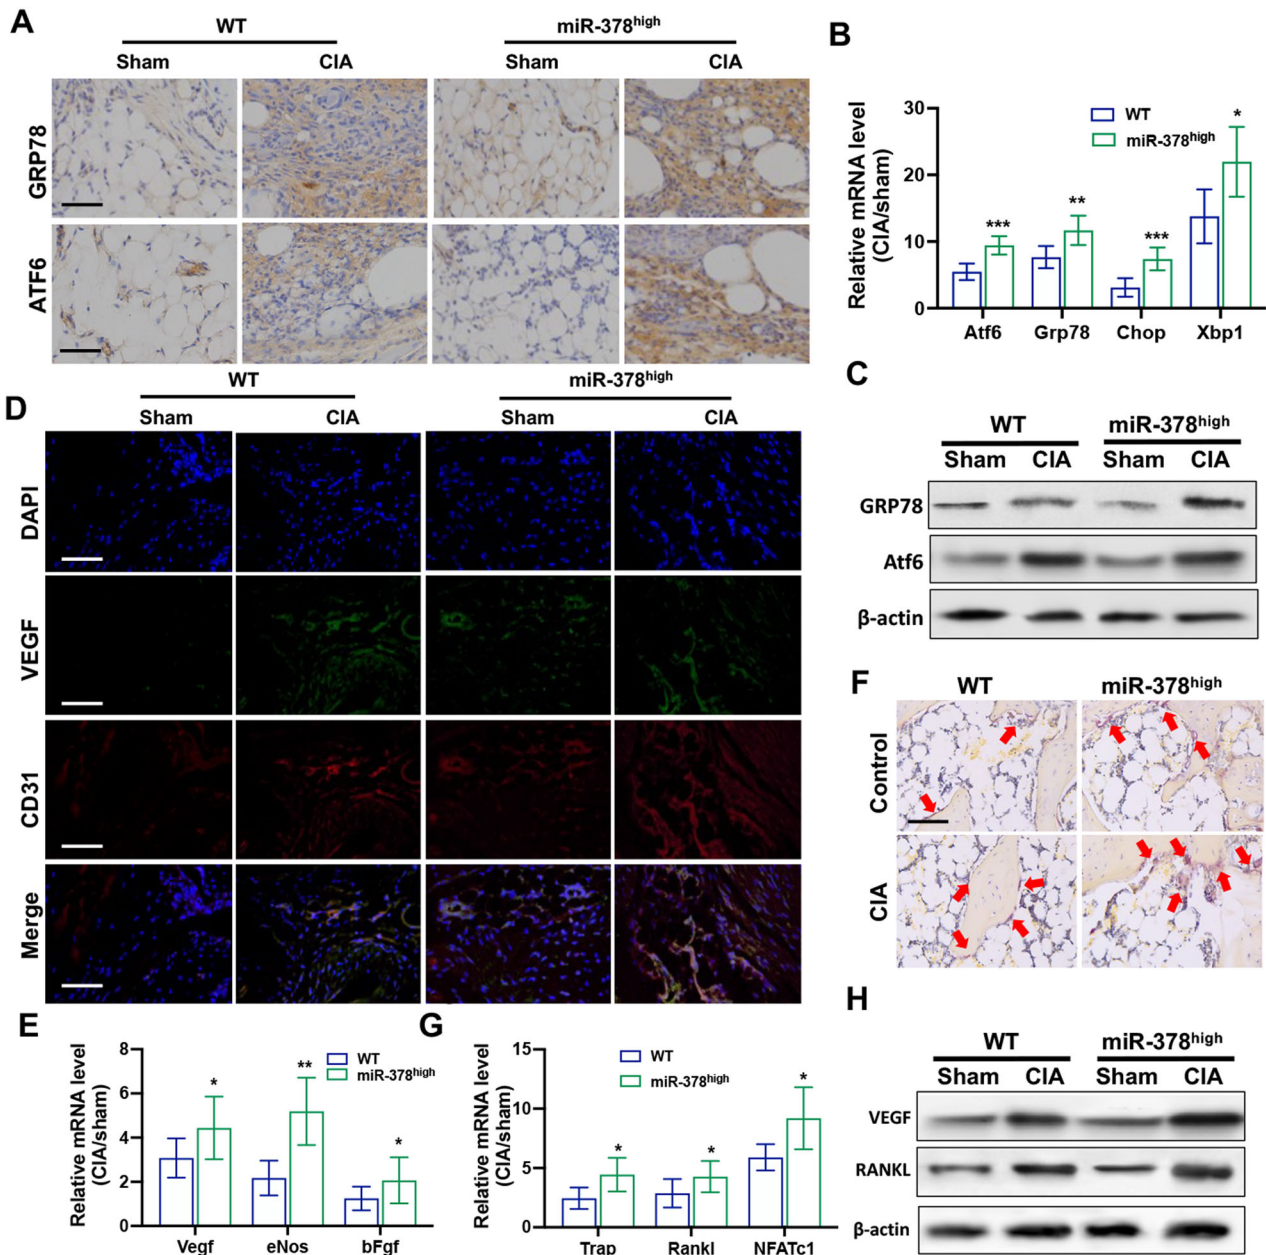 A
WT
miR-378high
Sham
CIA
Sham
CIA
GRP78
ATF6
B
Relative mRNA level
(CIA/sham)
30
20
10
0
WT
miR-378high
***
**
***
*
Atf6
Grp78
Chop
Xbp1
C
WT
miR-378high
Sham
CIA
Sham
CIA
GRP78
Atf6
β-actin
D
WT
miR-378high
Sham
CIA
Sham
CIA
DAPI
VEGF
CD31
Merge
F
WT
miR-378high
Control
CIA
E
Relative mRNA level
(CIA/sham)
8
6
4
2
0
WT
miR-378high
*
**
*
Vegf
eNos
bFgf
G
Relative mRNA level
(CIA/sham)
15
10
5
0
WT
miR-378high
*
*
*
Trap
Rankl
NFATc1
H
WT
miR-378high
Sham
CIA
Sham
CIA
VEGF
RANKL
β-actin